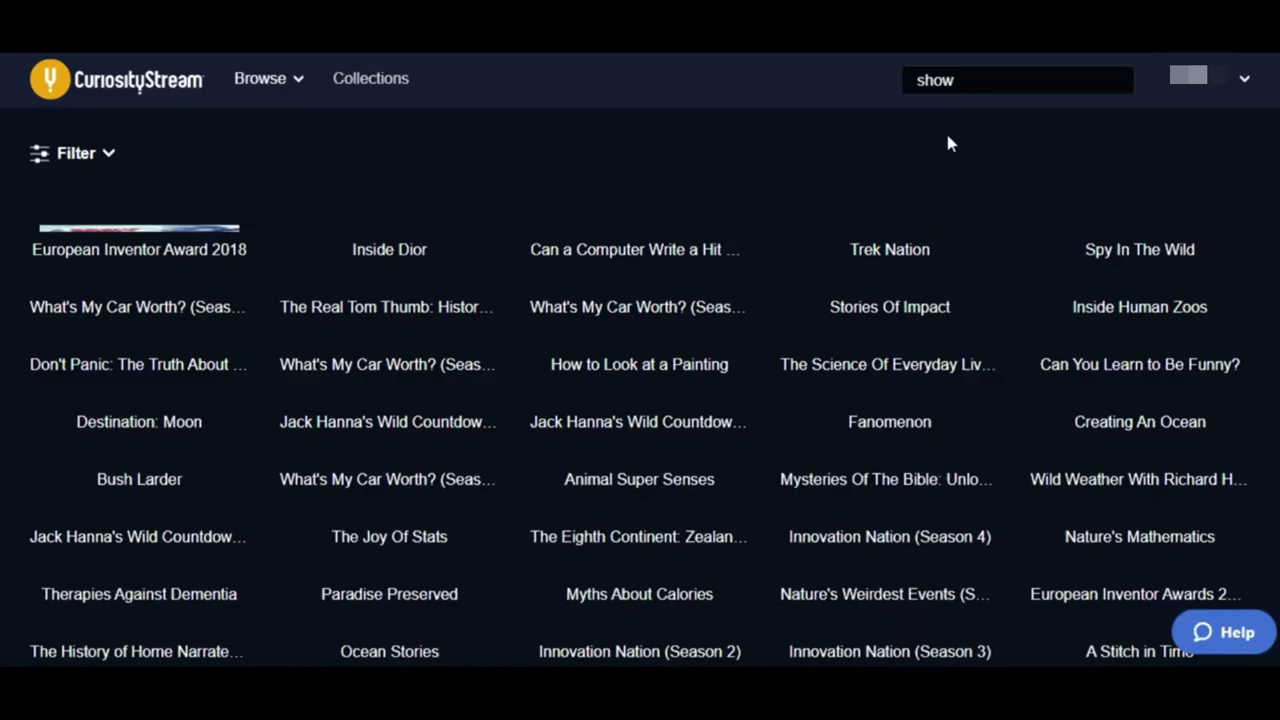 CURIOSITYSTREAM Browse Collections show
Filter
European Inventor Award 2018 Inside Dior Can a Computer Write a Hit ... Trek Nation Spy In The Wild
What's My Car Worth? (Seas... The Real Tom Thumb: Histor... What's My Car Worth? (Seas... Stories Of Impact Inside Human Zoos
Don't Panic: The Truth About ... What's My Car Worth? (Seas... How to Look at a Painting The Science Of Everyday Liv... Can You Learn to Be Funny?
Destination: Moon Jack Hanna's Wild Countdow... Jack Hanna's Wild Countdow... Fanomenon Creating An Ocean
Bush Larder What's My Car Worth? (Seas... Animal Super Senses Mysteries Of The Bible: Unlo... Wild Weather With Richard H...
Jack Hanna's Wild Countdow... The Joy Of Stats The Eighth Continent: Zealan... Innovation Nation (Season 4) Nature's Mathematics
Therapies Against Dementia Paradise Preserved Myths About Calories Nature's Weirdest Events (S... European Inventor Awards 2...
Help
The History of Home Narrate... Ocean Stories Innovation Nation (Season 2) Innovation Nation (Season 3) A Stitch in Time